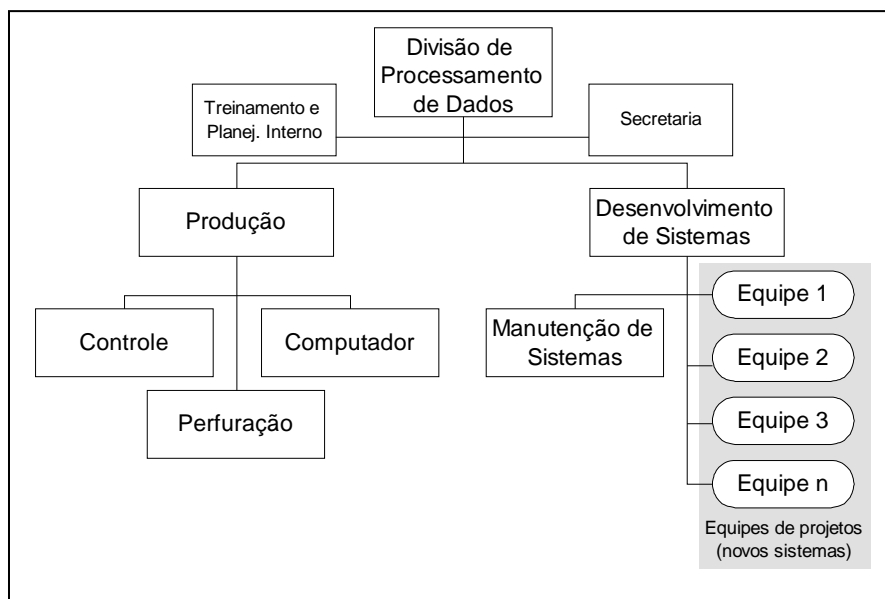 Divisão de
Processamento
de Dados
Treinamento e
Planej. Interno
Secretaria
Produção
Desenvolvimento
de Sistemas
Controle
Computador
Perfuração
Manutenção de
Sistemas
Equipe 1
Equipe 2
Equipe 3
Equipe n
Equipes de projetos
(novos sistemas)